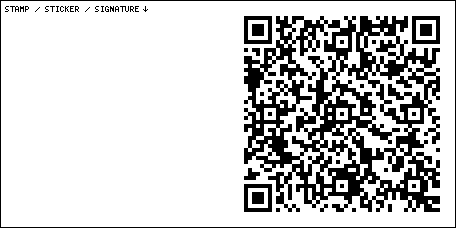 STAMP / STICKER / SIGNATURE ↓